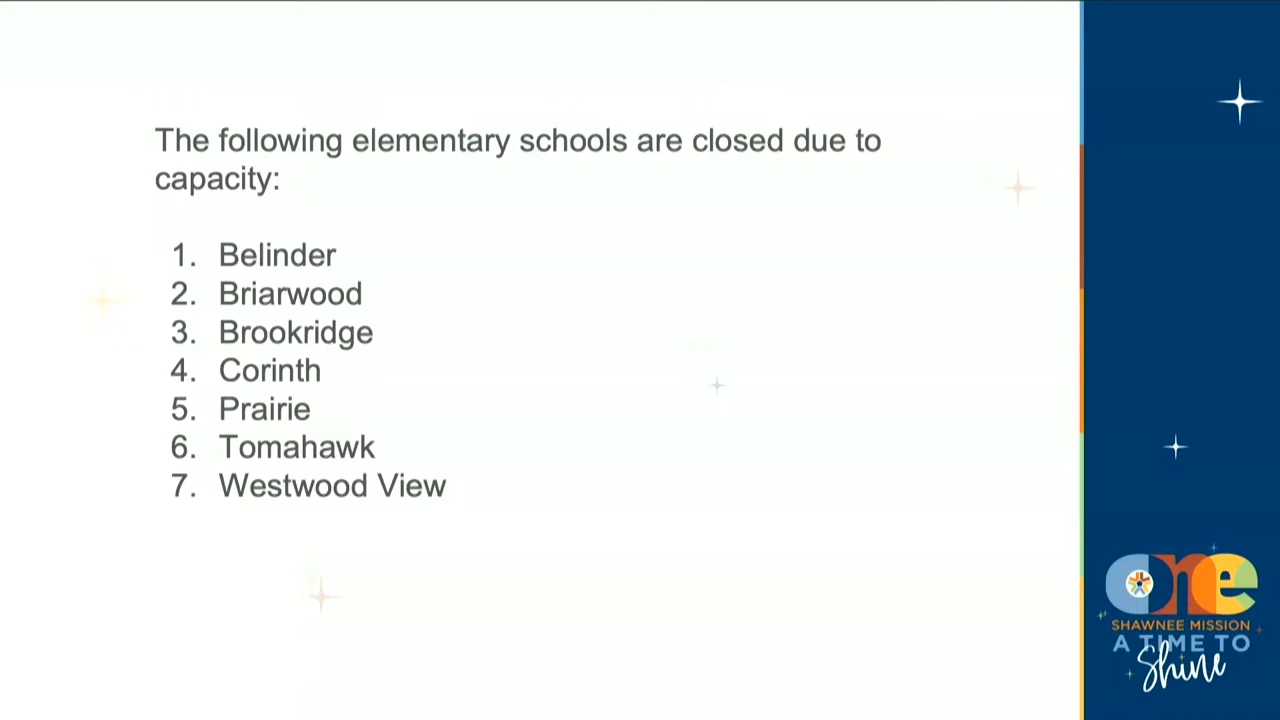 The following elementary schools are closed due to
capacity:
1. Belinder
2. Briarwood
3. Brookridge
4. Corinth
5. Prairie
6. Tomahawk
7. Westwood View
one
SHAWNEE MISSION
A TIME TO
Shine